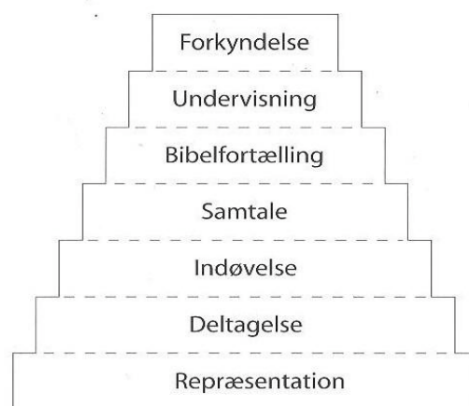 Forkyndelse
Undervisning
Bibelfortælling
Samtale
Indøvelse
Deltagelse
Repræsentation